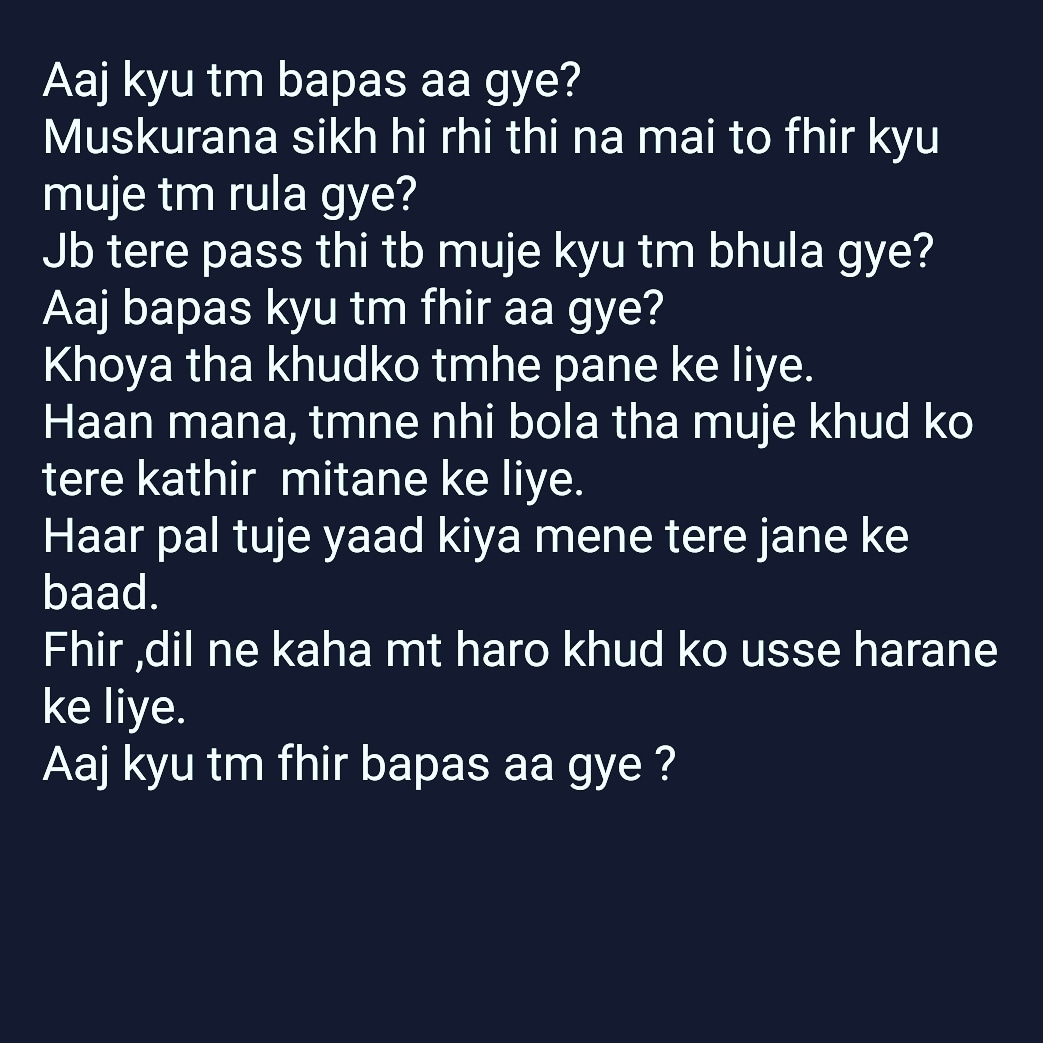 Aaj kyu tm bapas aa gye?
Muskurana sikh hi rhi thi na mai to fhir kyu
muje tm rula gye?
Jb tere pass thi tb muje kyu tm bhula gye?
Aaj bapas kyu tm fhir aa gye?
Khoya tha khudko tmhe pane ke liye.
Haan mana, tmne nhi bola tha muje khud ko
tere kathir  mitane ke liye.
Haar pal tuje yaad kiya mene tere jane ke
baad.
Fhir ,dil ne kaha mt haro khud ko usse harane
ke liye.
Aaj kyu tm fhir bapas aa gye ?